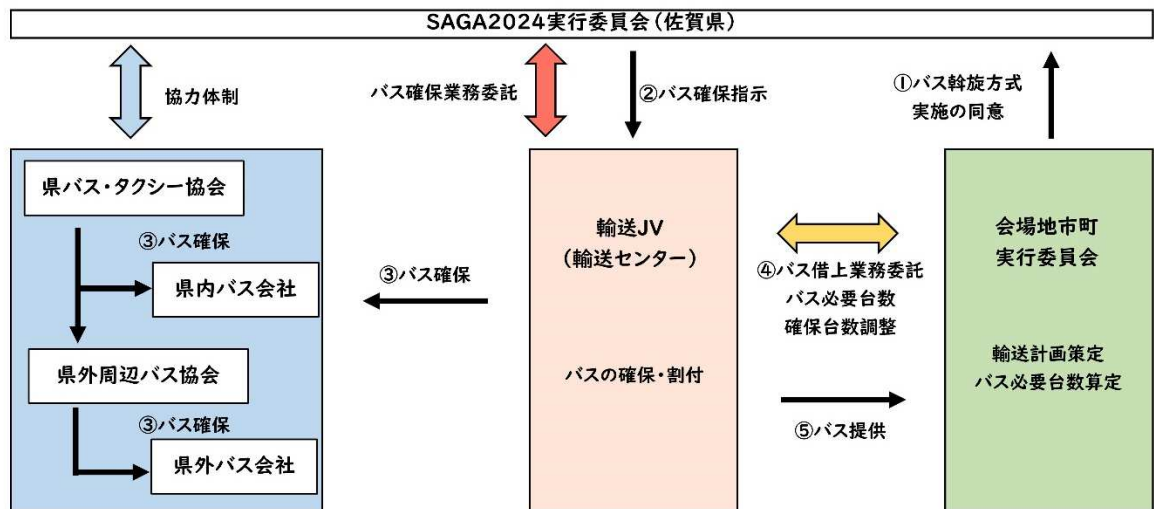 SAGA2024実行委員会（佐賀県）
協力体制
バス確保業務委託
②バス確保指示
①バス斡旋方式
実施の同意
県バス・タクシー協会
③バス確保
県内バス会社
県外周辺バス協会
③バス確保
県外バス会社
③バス確保
輸送JV
（輸送センター）
バスの確保・割付
④バス借上業務委託
バス必要台数
確保台数調整
⑤バス提供
会場地市町
実行委員会
輸送計画策定
バス必要台数算定